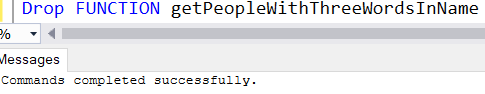 Drop FUNCTION getPeopleWithThreeWordsInName
%
Messages
Commands completed successfully.